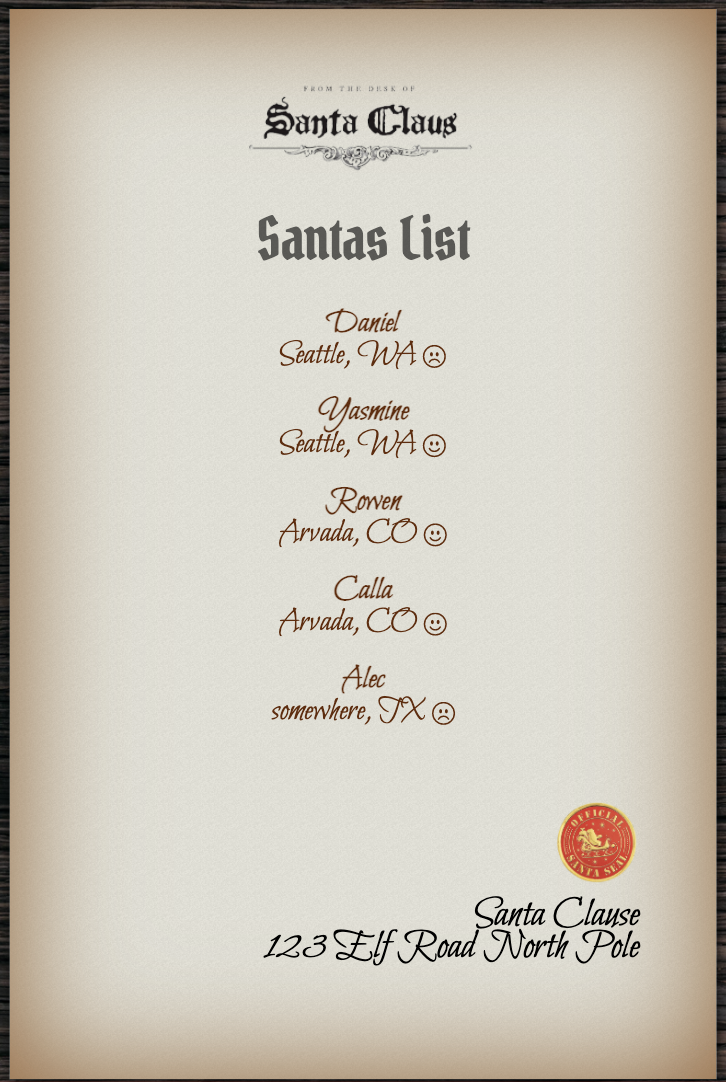 FROM THE DESK OF
Santa Claus
Santas List
Daniel
Seattle, WA ☹
Yasmine
Seattle, WA ☺
Rowen
Arvada, CO ☺
Calla
Arvada, CO ☺
Alec
somewhere, TX ☹
OFFICIAL
SANTA SEAL
Santa Clause
123 Elf Road North Pole